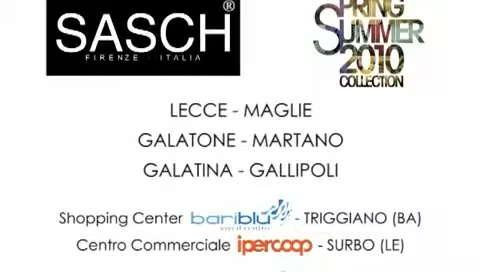 SASCH®
FIRENZE - ITALIA
SPRING
SUMMER
2010
COLLECTION
LECCE - MAGLIE
GALATONE - MARTANO
GALATINA - GALLIPOLI
Shopping Center bariblu - TRIGGIANO (BA)
Centro Commerciale ipercoop - SURBO (LE)